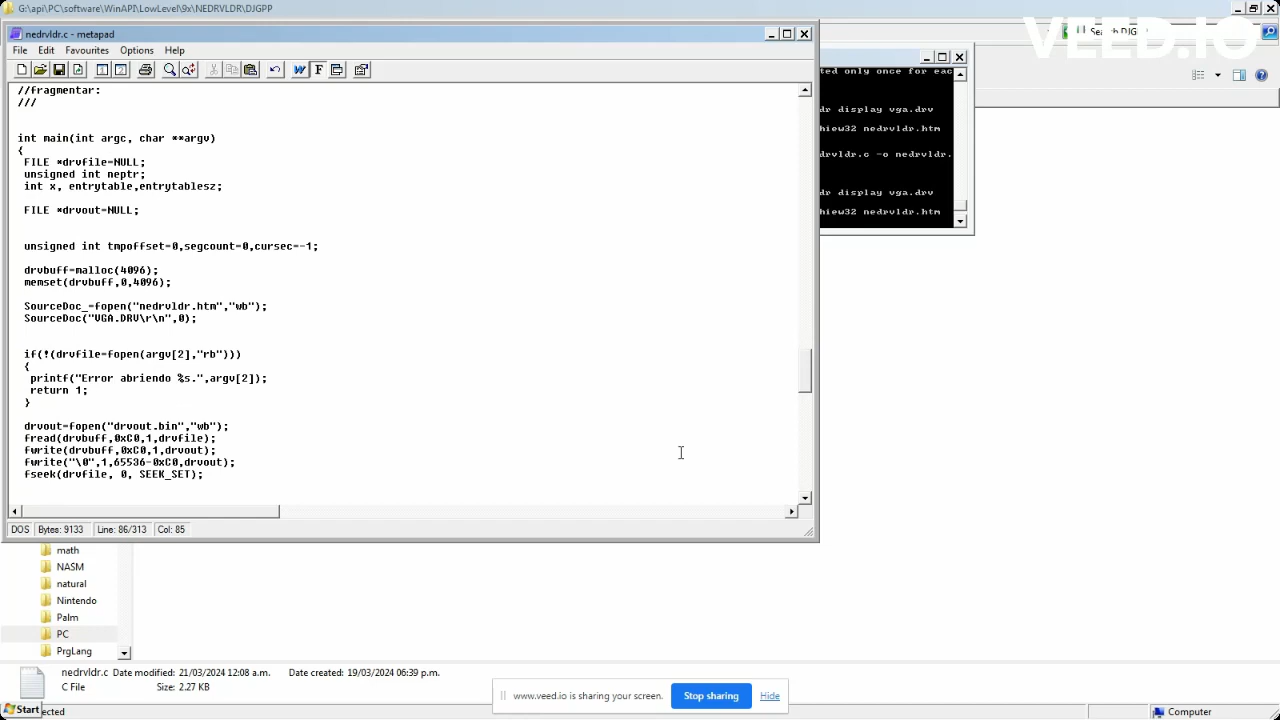 G:\api\PC\software\WinAPI\LowLevel\9x\NEDRVLDR\DJGPP
VEED.IO
nedrvldr.c - metapad
File Edit Favourites Options Help
//fragmentar:
///
int main(int argc, char **argv)
{
FILE *drvfile=NULL;
unsigned int neptr;
int x, entrytable,entrytablesz;
FILE *drvout=NULL;
unsigned int tmpoffset=0,segcount=0,cursec=-1;
drvbuff=malloc(4096);
memset(drvbuff,0,4096);
SourceDoc_=fopen("nedrvldr.htm","wb");
SourceDoc("VGA.DRV\r\n",0);
if(!(drvfile=fopen(argv[2],"rb")))
{
printf("Error abriendo %s.",argv[2]);
return 1;
}
drvout=fopen("drvout.bin","wb");
fread(drvbuff,0xC0,1,drvfile);
fwrite(drvbuff,0xC0,1,drvout);
fwrite("\0",1,65536-0xC0,drvout);
fseek(drvfile, 0, SEEK_SET);
DOS Bytes: 9133 Line: 86/313 Col: 85
Search DJG
ted only once for eac
dr display vga.drv
hiew32 nedrvldr.htm
drvldr.c -o nedrvldr.
dr display vga.drv
hiew32 nedrvldr.htm
math
NASM
natural
Nintendo
Palm
PC
PrgLang
nedrvldr.c Date modified: 21/03/2024 12:08 a.m. Date created: 19/03/2024 06:39 p.m.
C File Size: 2.27 KB
www.veed.io is sharing your screen. Stop sharing Hide
Start ected Computer